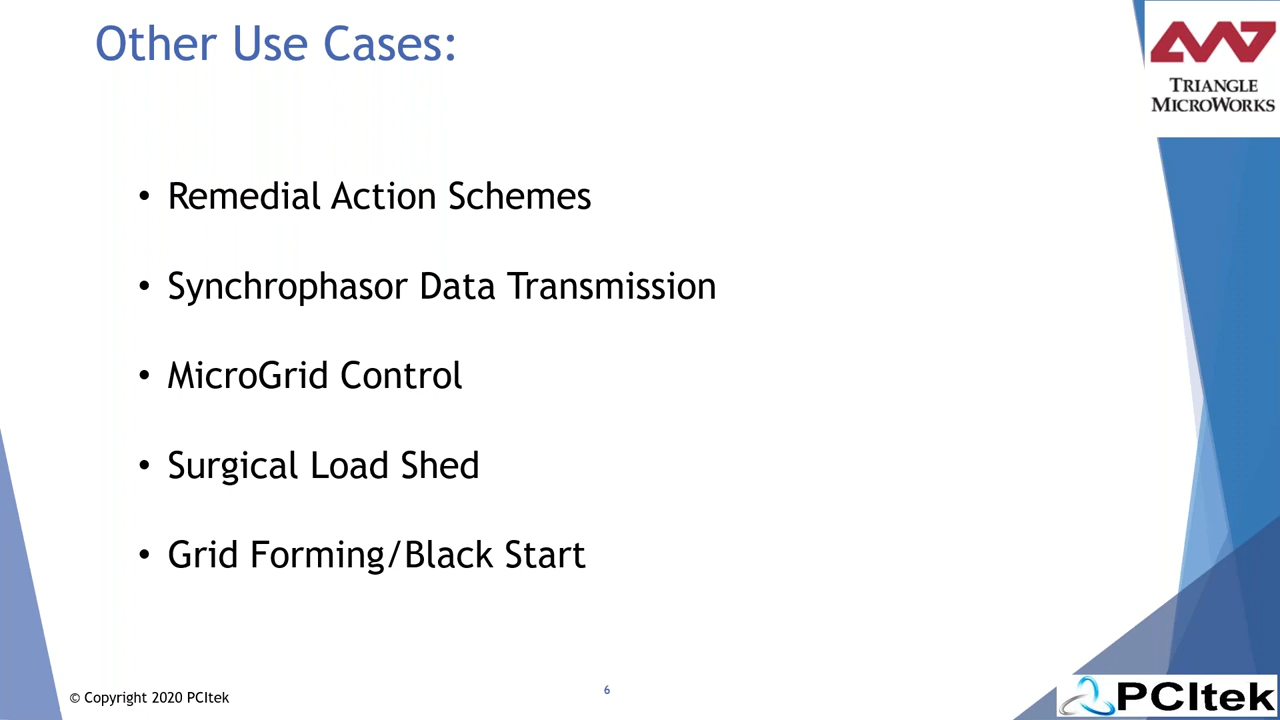 Other Use Cases:
TRIANGLE
MICROWORKS
• Remedial Action Schemes
• Synchrophasor Data Transmission
• MicroGrid Control
• Surgical Load Shed
• Grid Forming/Black Start
© Copyright 2020 PCItek
6
PCItek